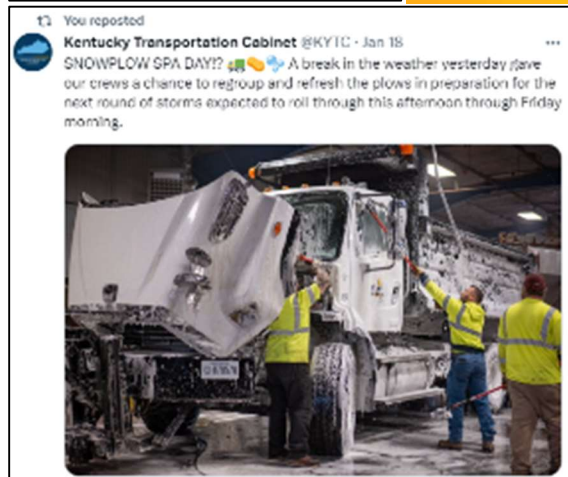 You reposted
Kentucky Transportation Cabinet @KYTC · Jan 18
SNOWPLOW SPA DAY!? 🚛🧽💨 A break in the weather yesterday gave
our crews a chance to regroup and refresh the plows in preparation for the
next round of storms expected to roll through this afternoon through Friday
morning.